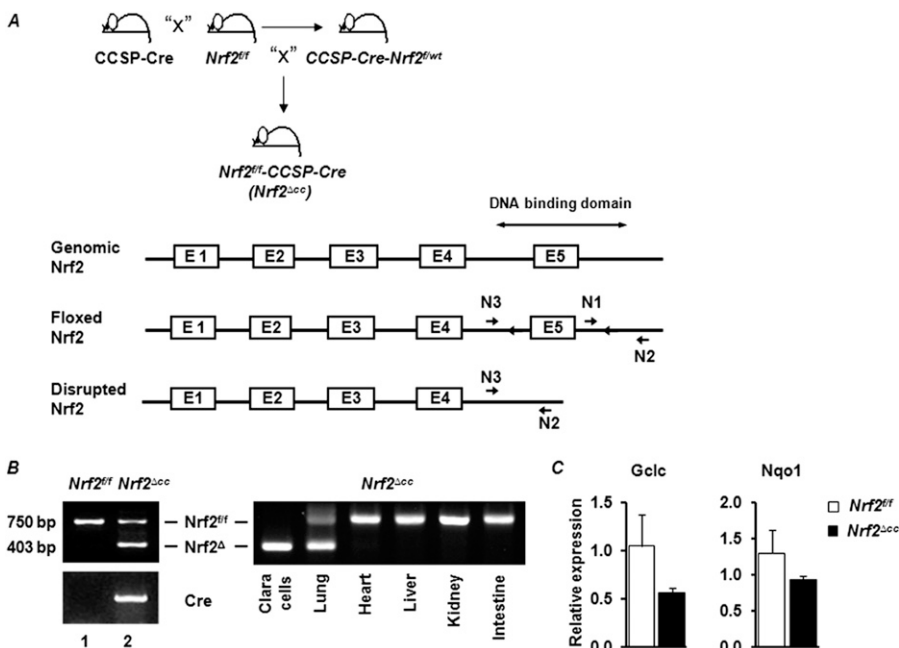 A
"X" "X"
CCSP-Cre Nrf2f/f CCSP-Cre-Nrf2f/wt
Nrf2f/f-CCSP-Cre
(Nrf2Δcc)
DNA binding domain
Genomic
Nrf2
E1 E2 E3 E4 E5
Floxed
Nrf2
E1 E2 E3 E4 E5
N3 N1
N2
Disrupted
Nrf2
E1 E2 E3 E4
N3
N2
B
Nrf2f/f Nrf2Δcc
750 bp
403 bp
Nrf2f/f
Nrf2Δ
Cre
1 2
Nrf2Δcc
Clara
cells
Lung
Heart
Liver
Kidney
Intestine
C
Gclc
Nqo1
Relative expression
1.5
1.0
0.5
0.0
2.0
1.5
1.0
0.5
0.0
Nrf2f/f
Nrf2Δcc